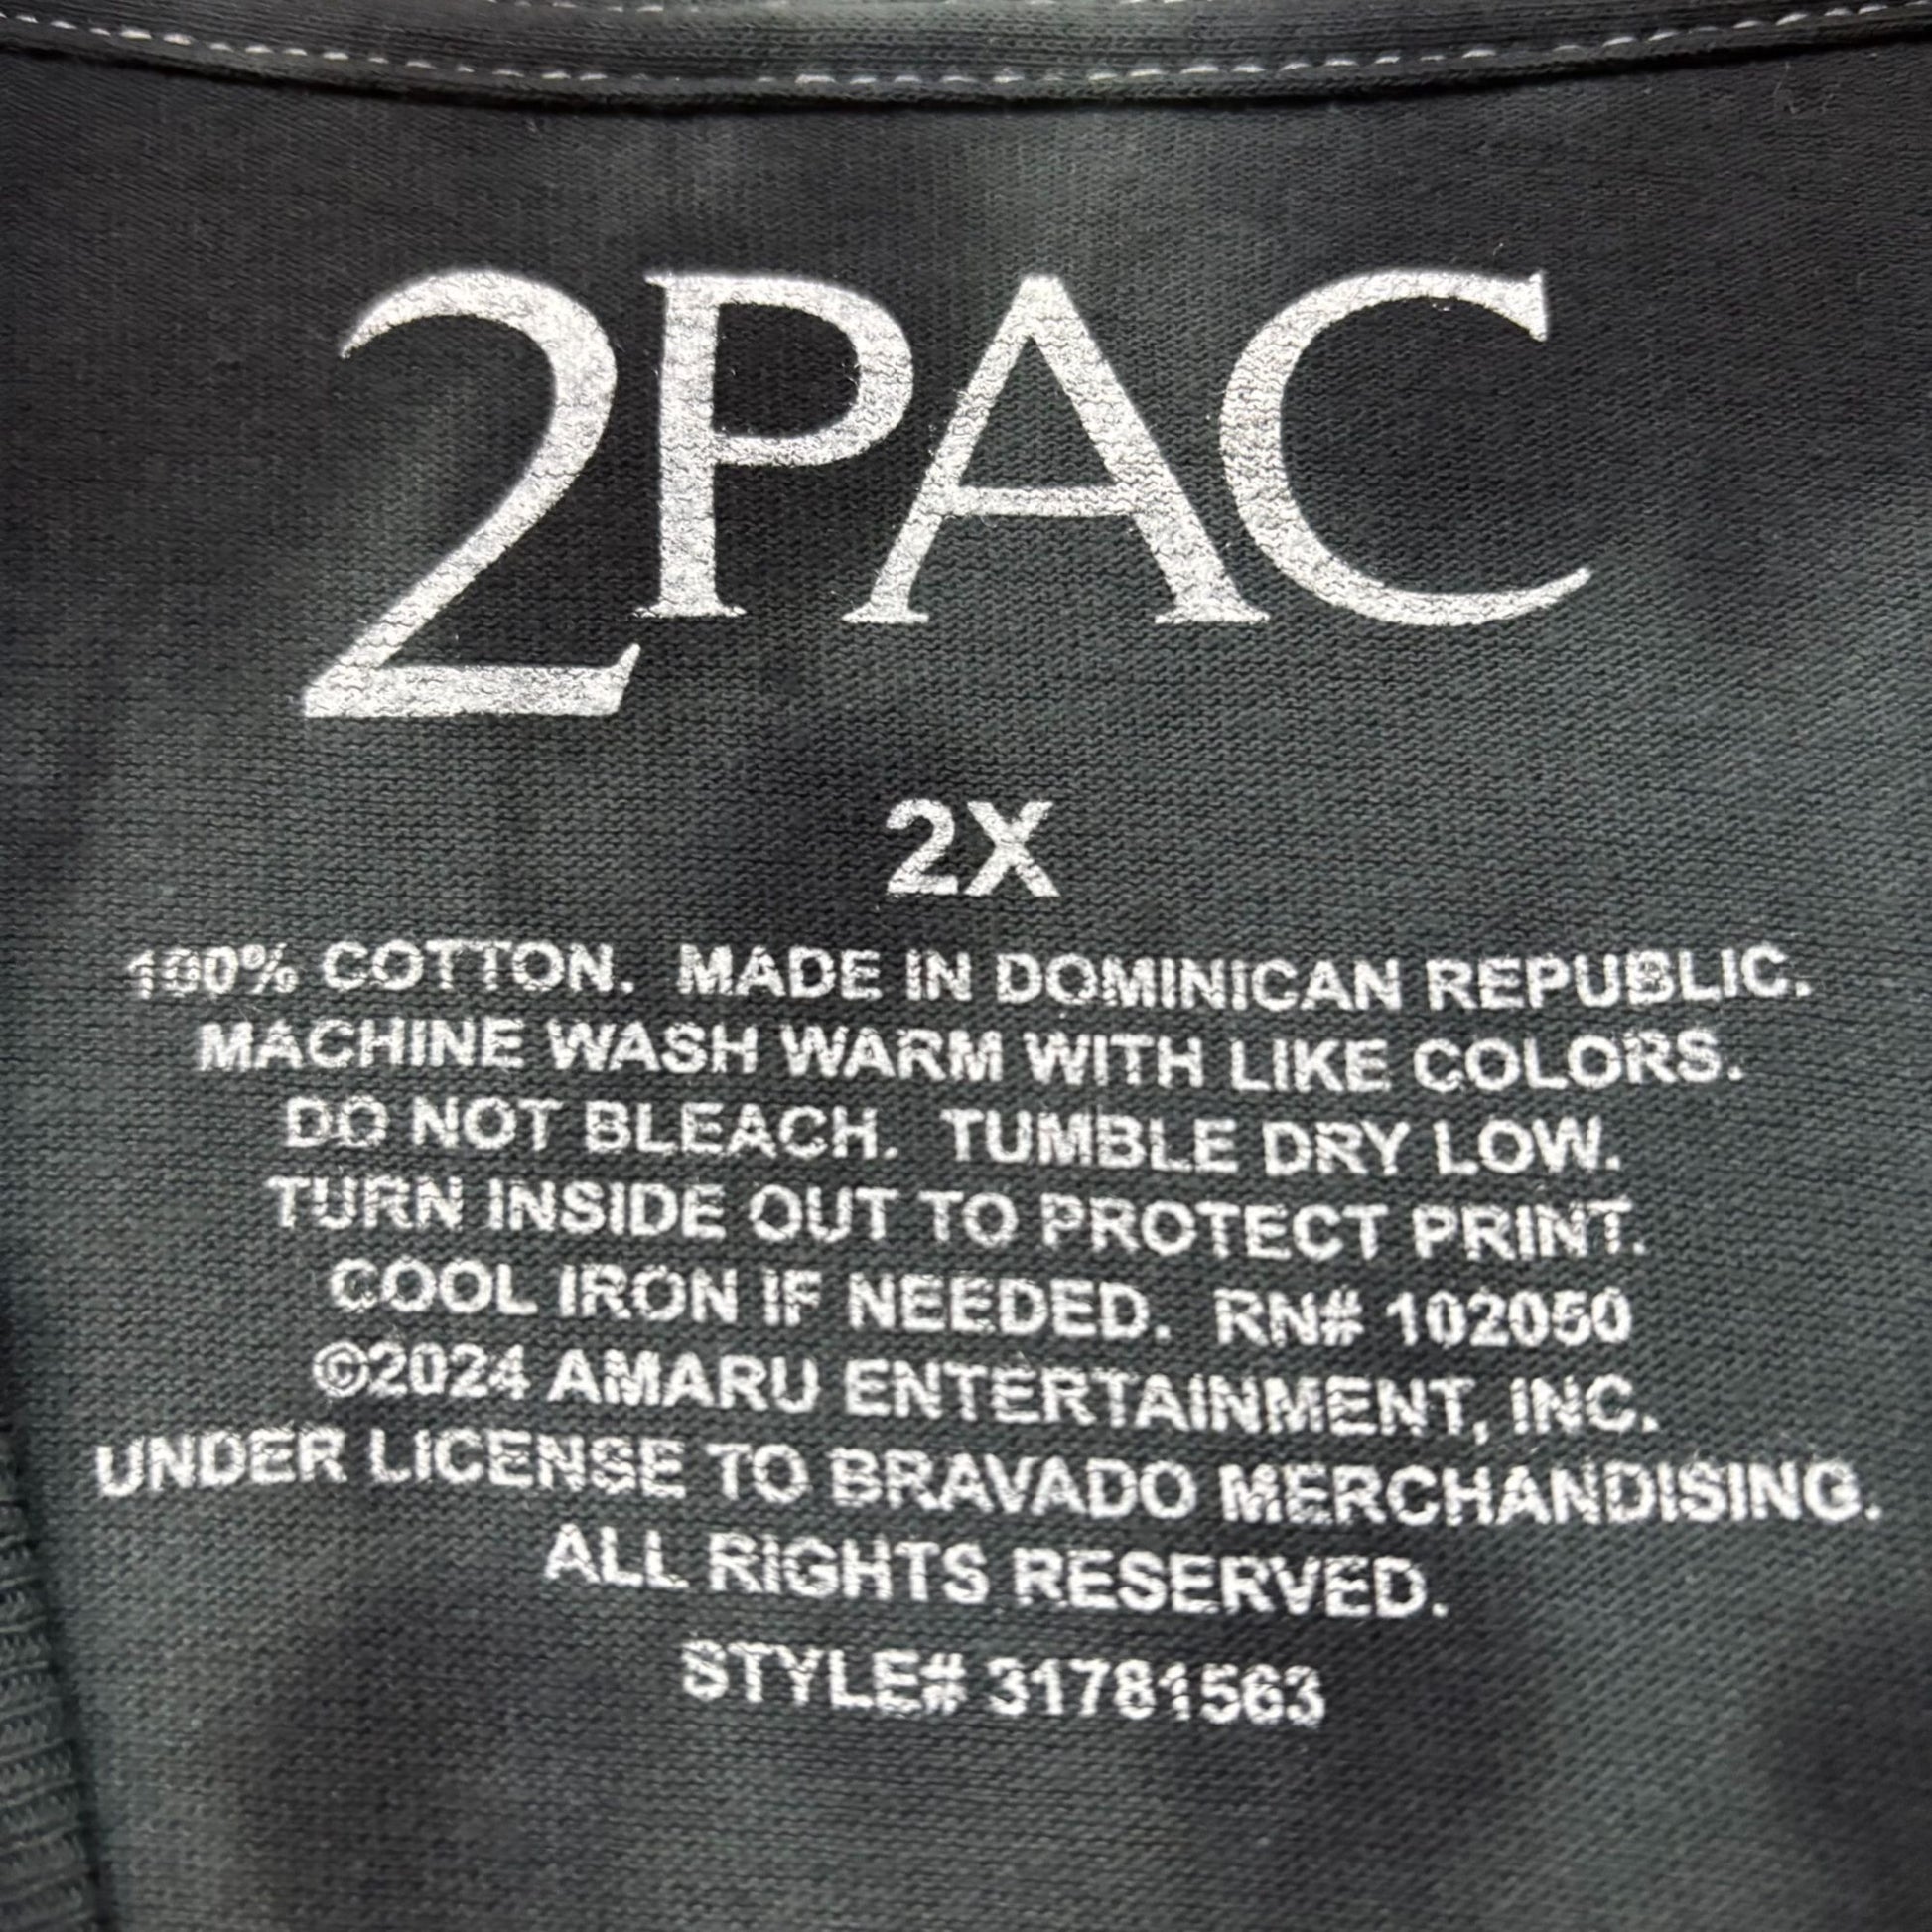 2PAC
2X
100% COTTON. MADE IN DOMINICAN REPUBLIC.
MACHINE WASH WARM WITH LIKE COLORS.
DO NOT BLEACH. TUMBLE DRY LOW.
TURN INSIDE OUT TO PROTECT PRINT.
COOL IRON IF NEEDED. RN# 102050
©2024 AMARU ENTERTAINMENT, INC.
UNDER LICENSE TO BRAVADO MERCHANDISING.
ALL RIGHTS RESERVED.
STYLE# 31781563